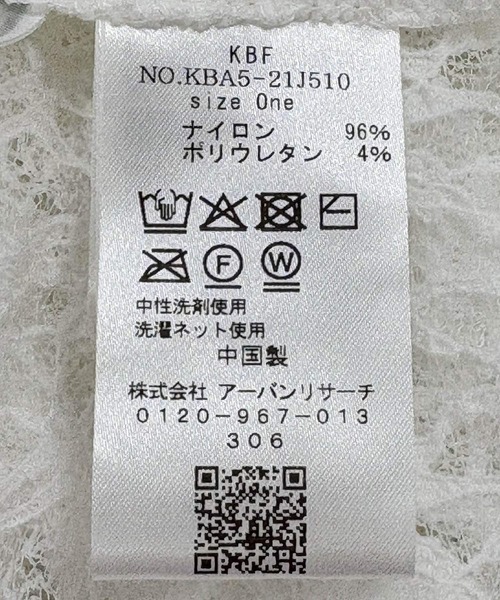 KBF
NO.KBA5-21J510
size One
ナイロン 96%
ポリウレタン 4%
F W
中性洗剤使用
洗濯ネット使用
中国製
株式会社 アーバンリサーチ
0120-967-013
306